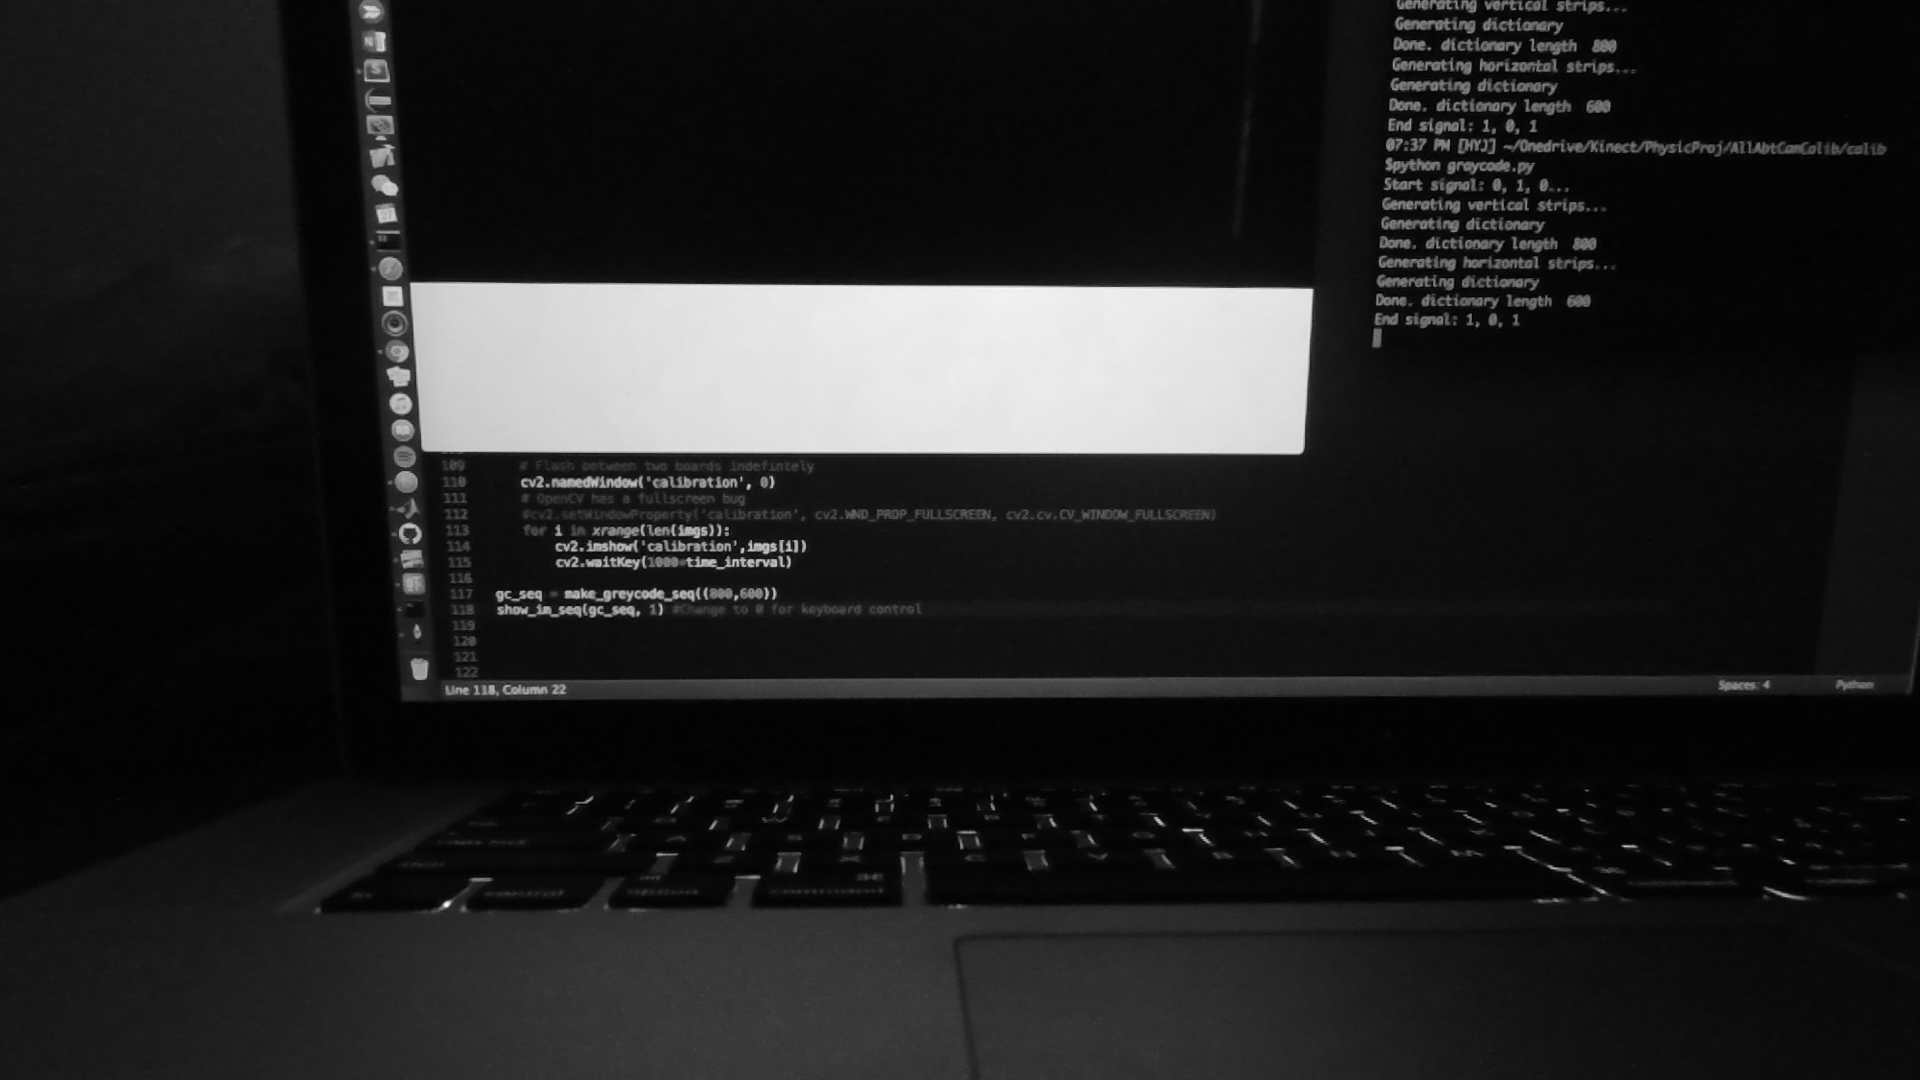 Generating vertical strips...
Generating dictionary
Done. dictionary length 800
Generating horizontal strips...
Generating dictionary
Done. dictionary length 600
End signal: 1, 0, 1
07:37 PM [HYJ] ~/Onedrive/Kinect/PhysicProj/AllAbtCamCalib/calib
$python graycode.py
Start signal: 0, 1, 0...
Generating vertical strips...
Generating dictionary
Done. dictionary length 800
Generating horizontal strips...
Generating dictionary
Done. dictionary length 600
End signal: 1, 0, 1
109 # Flash between two boards indefintely
110 cv2.namedWindow('calibration', 0)
111 # OpenCV has a fullscreen bug
112 #cv2.setWindowProperty('calibration', cv2.WND_PROP_FULLSCREEN, cv2.cv.CV_WINDOW_FULLSCREEN)
113 for i in xrange(len(imgs)):
114 cv2.imshow('calibration',imgs[i])
115 cv2.waitKey(1000*time_interval)
116
117 gc_seq = make_greycode_seq((800,600))
118 show_im_seq(gc_seq, 1) #Change to 0 for keyboard control
119
120
121
122
Line 118, Column 22
Spaces: 4
Python
control option command